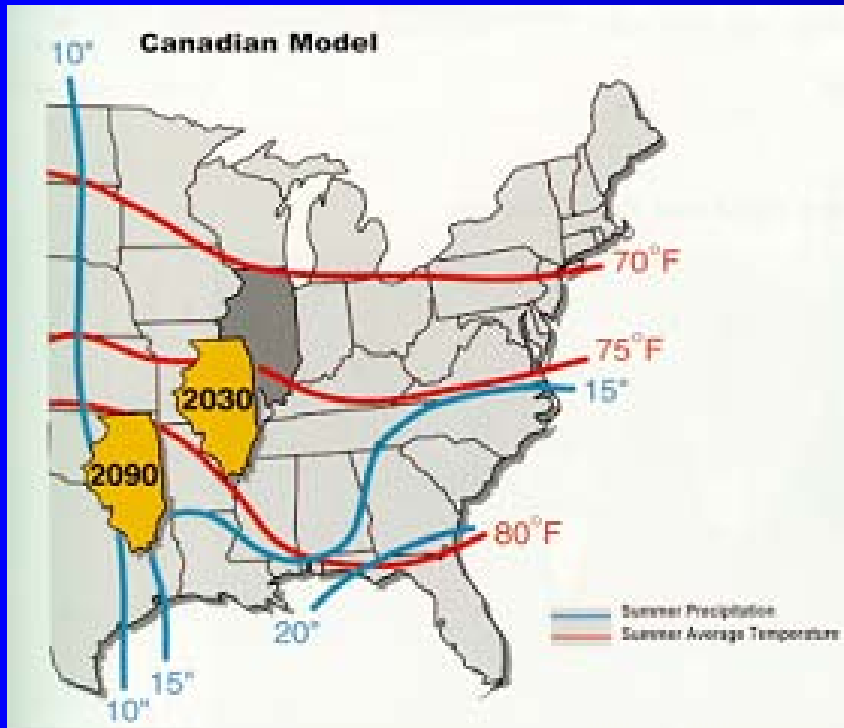 Canadian Model
10"
70°F
75°F
15"
2030
2090
80°F
20"
15"
10"
Summer Precipitation
Summer Average Temperature